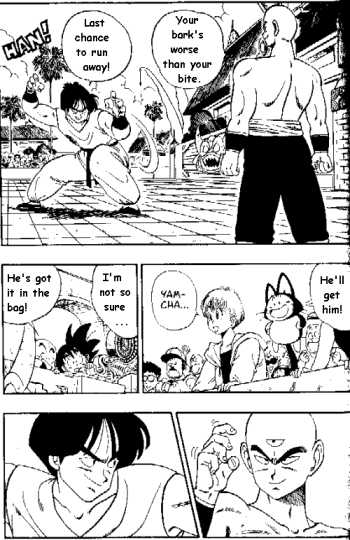 HAN!
Last
chance
to run
away!
Your
bark's
worse
than your
bite.
He's got
it in the
bag!
I'm
not so
sure
...
YAM-
CHA...
He'll
get
him!